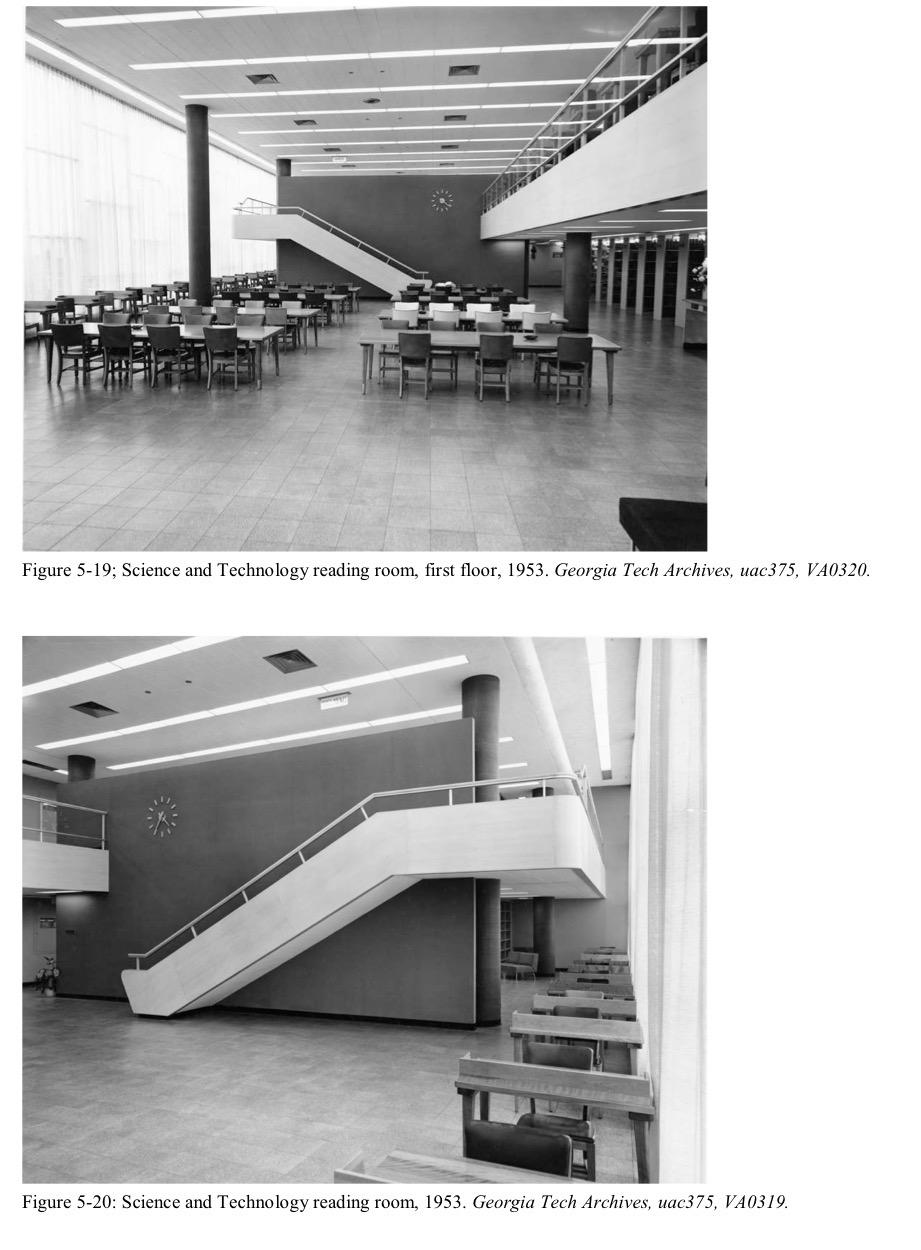 Figure 5-19; Science and Technology reading room, first floor, 1953. Georgia Tech Archives, uac375, VA0320.
Figure 5-20: Science and Technology reading room, 1953. Georgia Tech Archives, uac375, VA0319.